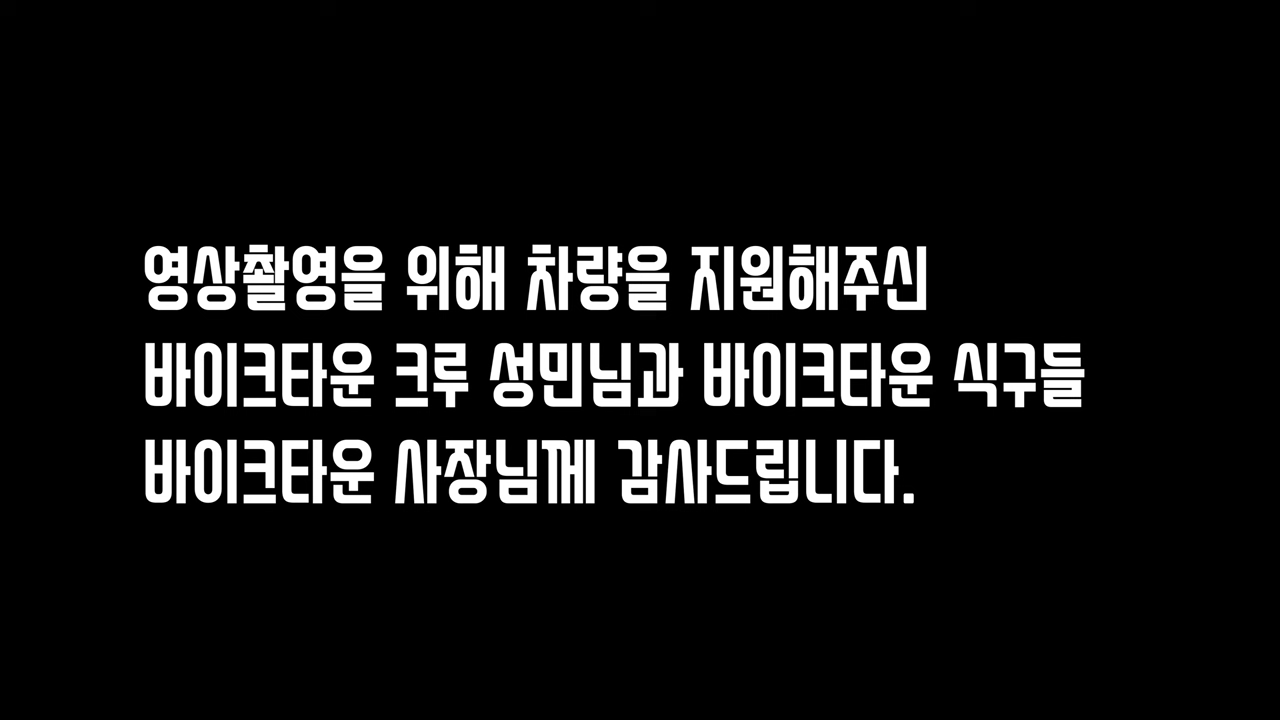 영상촬영을 위해 차량을 지원해주신
바이크타운 크루 성민님과 바이크타운 식구들
바이크타운 사장님께 감사드립니다.